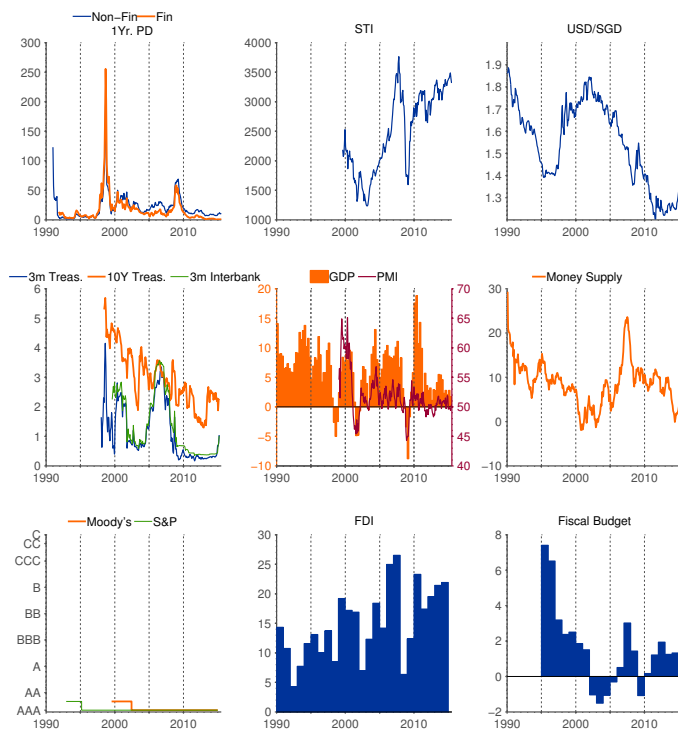 Non−Fin Fin
1Yr. PD
300
250
200
150
100
50
0
1990 2000 2010
STI
4000
3500
3000
2500
2000
1500
1000
1990 2000 2010
USD/SGD
1.9
1.8
1.7
1.6
1.5
1.4
1.3
1990 2000 2010
3m Treas. 10Y Treas. 3m Interbank
6
5
4
3
2
1
0
1990 2000 2010
GDP PMI
20 70
15 65
10 60
5 55
0 50
−5 45
−10 40
1990 2000 2010
Money Supply
30
20
10
0
−10
1990 2000 2010
Moody's S&P
C
CC
CCC
B
BB
BBB
A
AA
AAA
1990 2000 2010
FDI
30
25
20
15
10
5
0
1990 2000 2010
Fiscal Budget
8
6
4
2
0
−2
1990 2000 2010